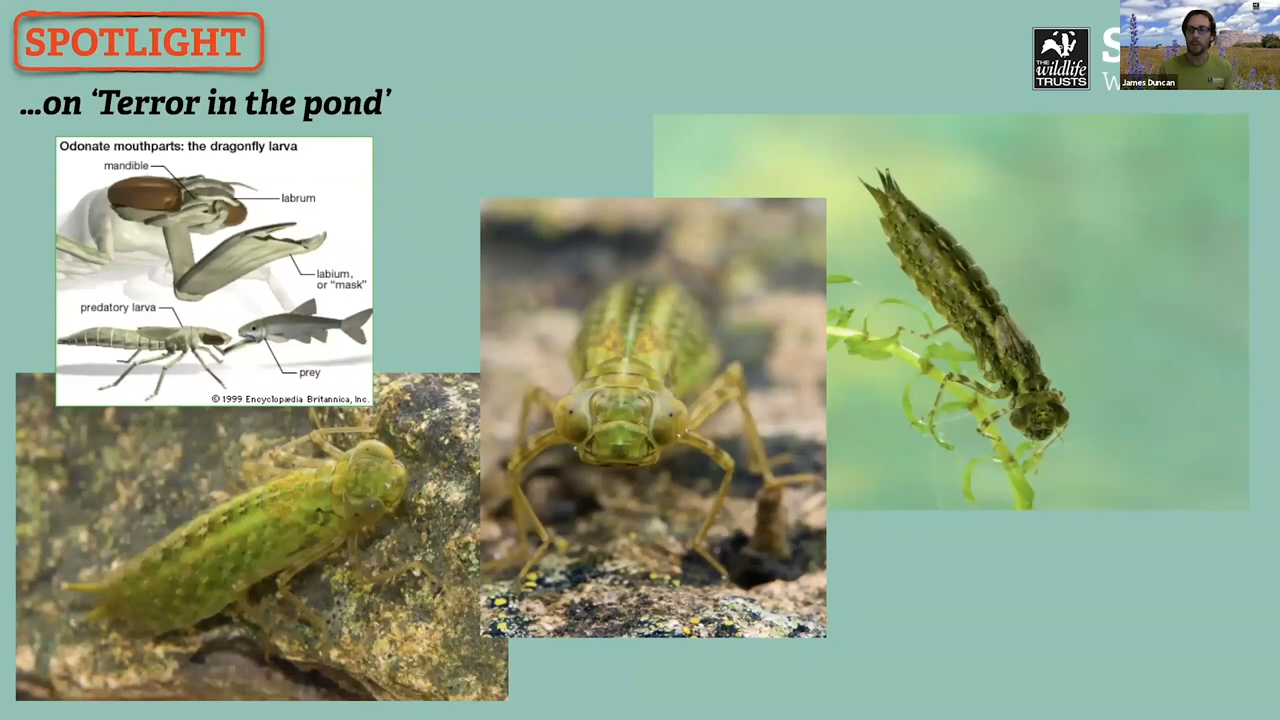 SPOTLIGHT
...on ‘Terror in the pond’
THE
wildlife
TRUSTS
S
W
James Duncan
Odonate mouthparts: the dragonfly larva
mandible
labrum
labium,
or “mask”
predatory larva
prey
© 1999 Encyclopædia Britannica, Inc.